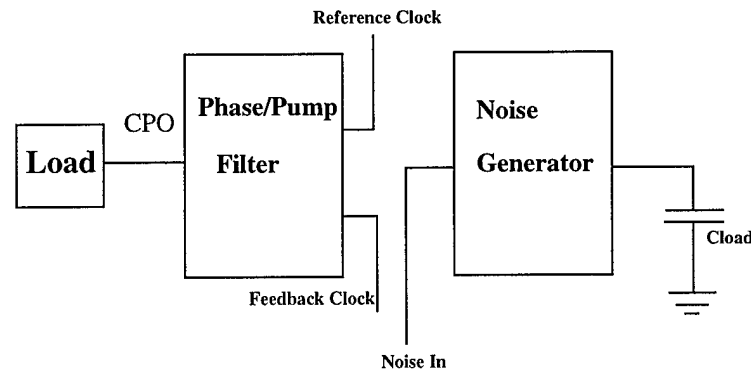 Reference Clock
CPO
Load
Phase/Pump
Filter
Feedback Clock
Noise
Generator
Cload
Noise In